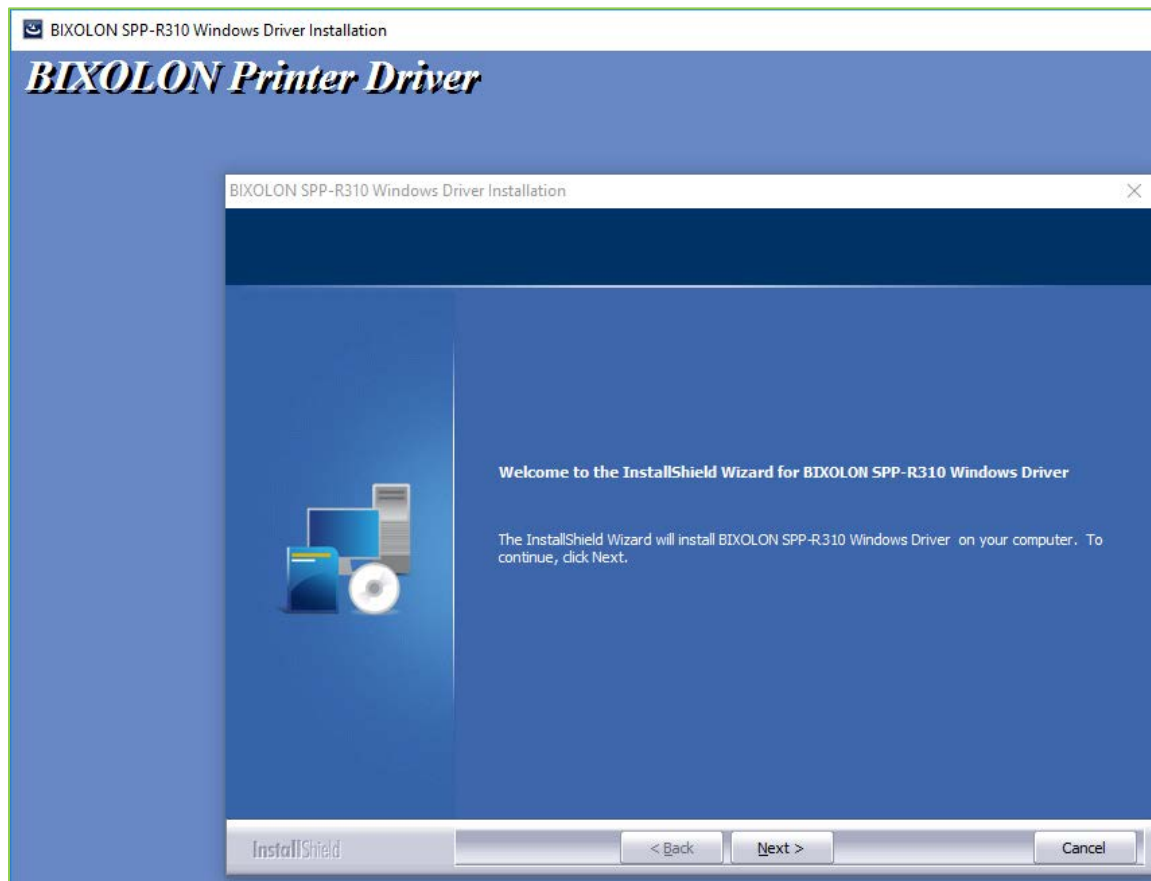 BIXOLON SPP-R310 Windows Driver Installation
BIXOLON Printer Driver
BIXOLON SPP-R310 Windows Driver Installation
Welcome to the InstallShield Wizard for BIXOLON SPP-R310 Windows Driver
The InstallShield Wizard will install BIXOLON SPP-R310 Windows Driver on your computer. To
continue, click Next.
InstallShield
< Back
Next >
Cancel